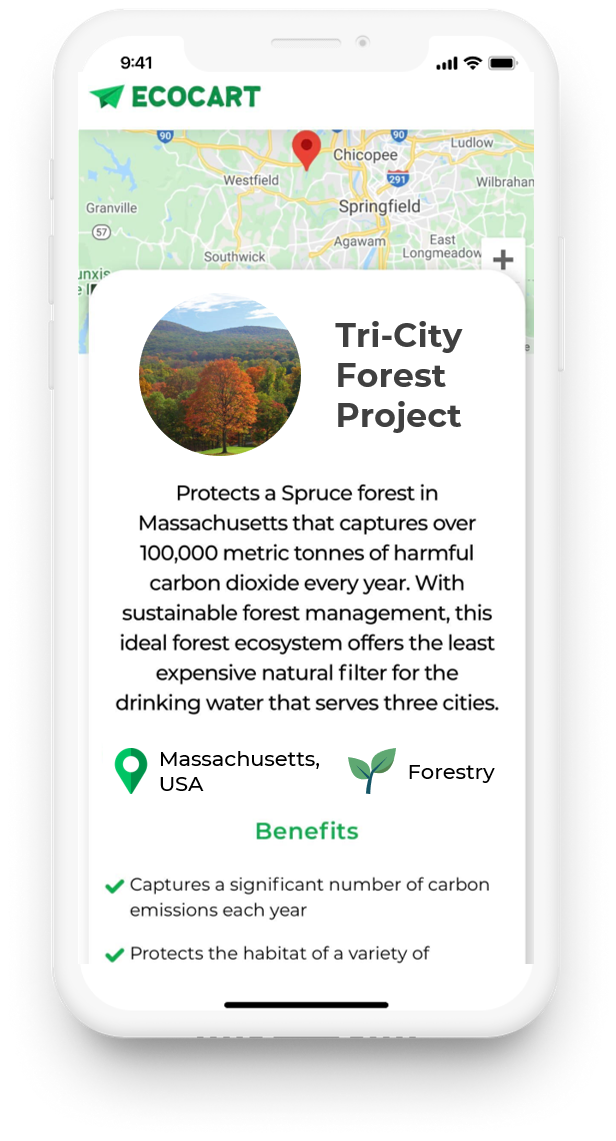 9:41
ECOCART
90
90
Ludlow
Chicopee
Westfield
291
Wilbrahan
Granville
Springfield
57
Agawam
East
Longmeadow
Southwick
+
unxis
e
Tri-City
Forest
Project
Protects a Spruce forest in
Massachusetts that captures over
100,000 metric tonnes of harmful
carbon dioxide every year. With
sustainable forest management, this
ideal forest ecosystem offers the least
expensive natural filter for the
drinking water that serves three cities.
Massachusetts,
USA
Forestry
Benefits
Captures a significant number of carbon
emissions each year
Protects the habitat of a variety of